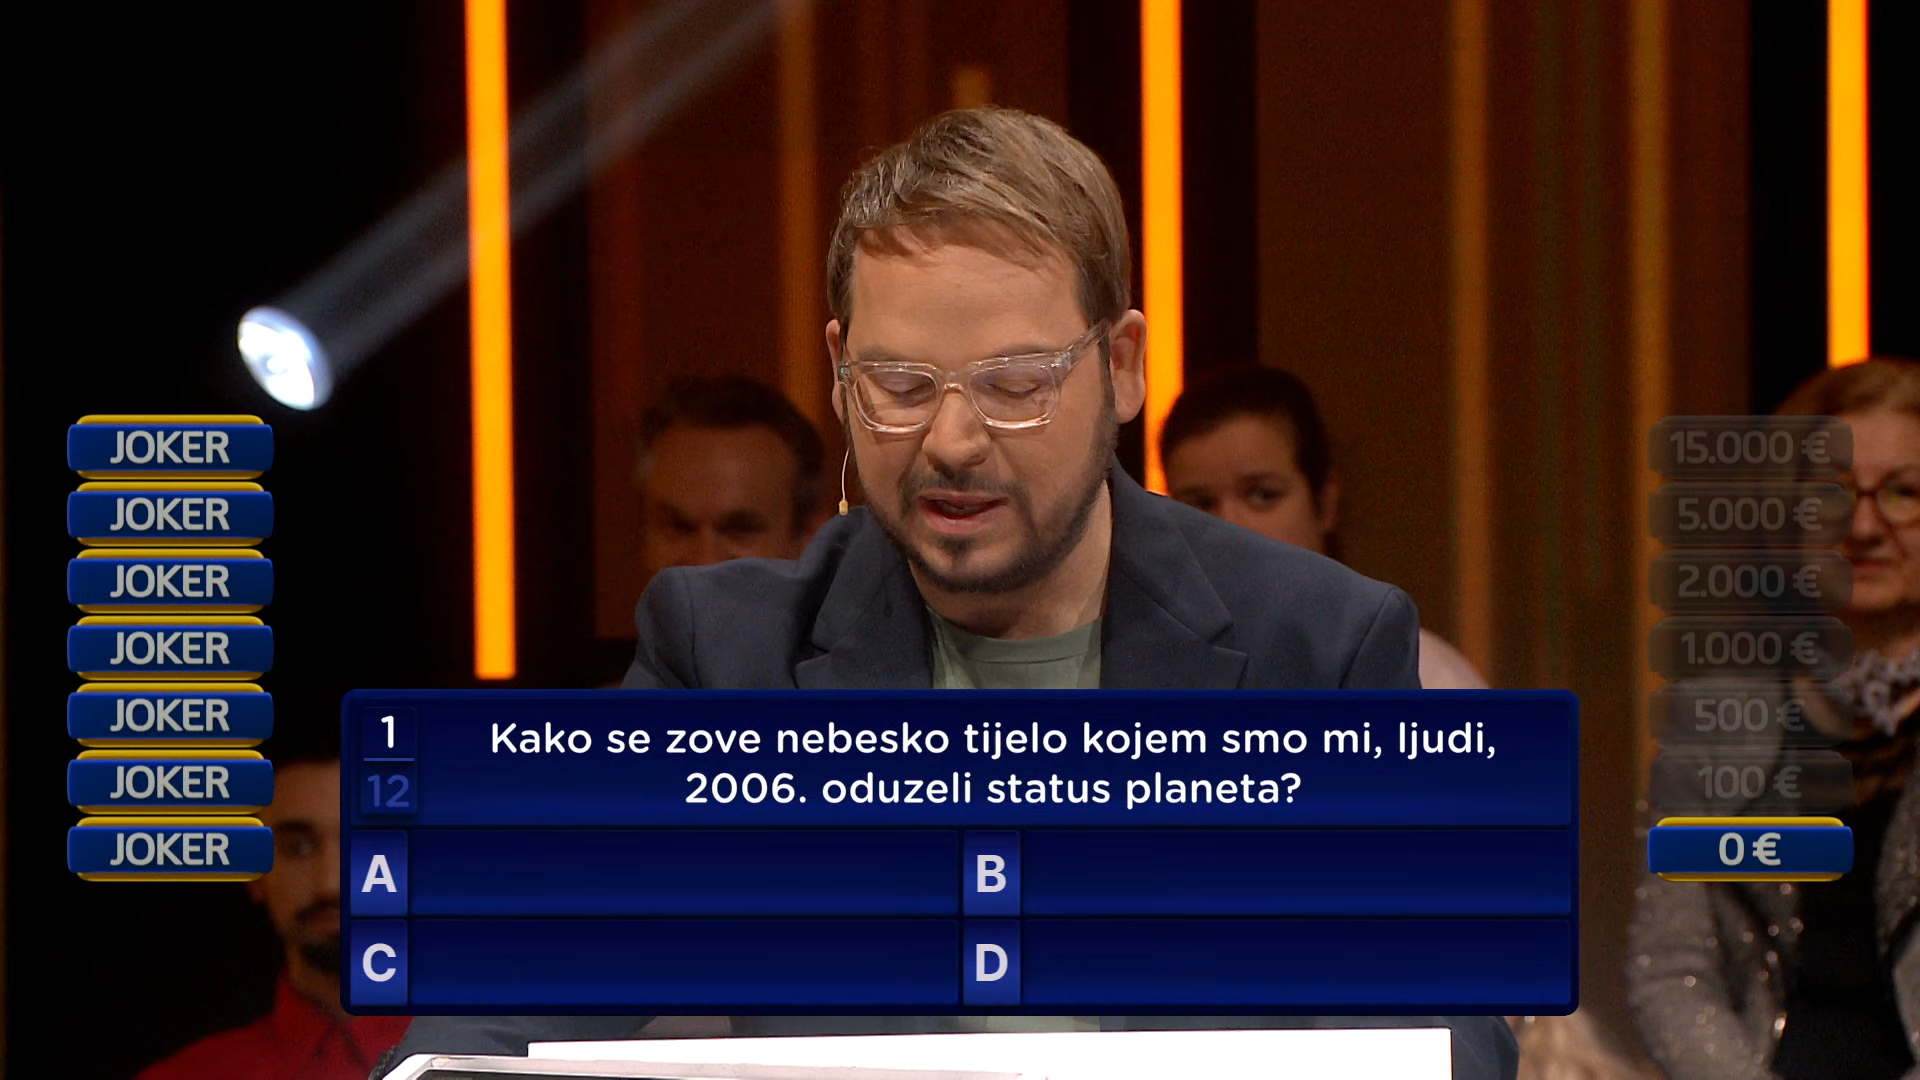 JOKER
JOKER
JOKER
JOKER
JOKER
JOKER
JOKER
15.000 €
5.000 €
2.000 €
1.000 €
500 €
100 €
0 €
1
12
Kako se zove nebesko tijelo kojem smo mi, ljudi,
2006. oduzeli status planeta?
A
B
C
D